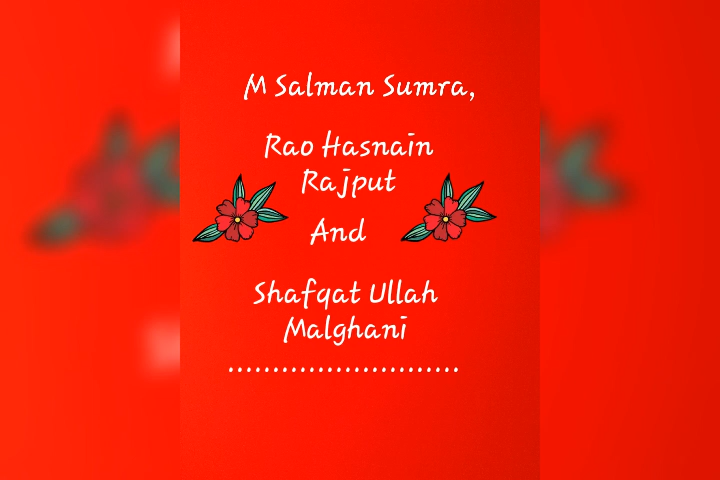 M Salman Sumra,
Rao Hasnain
Rajput
And
Shafqat Ullah
Malghani
..........................